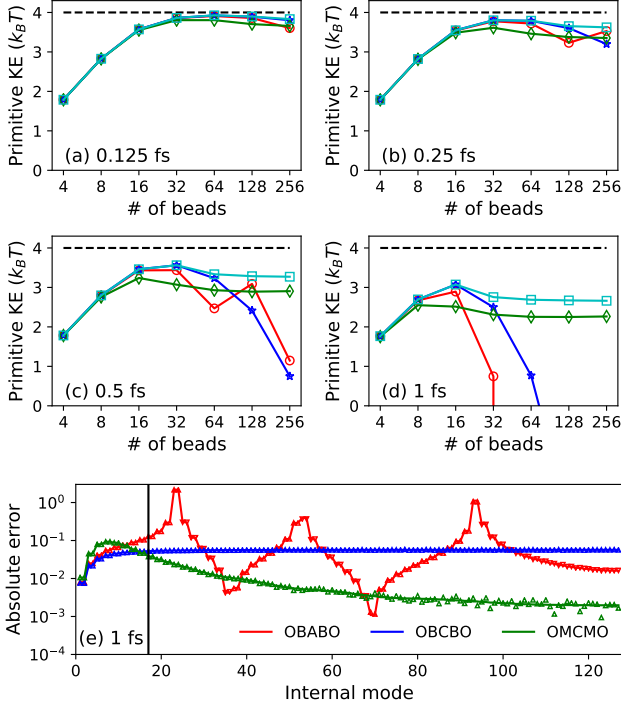 Primitive KE (k_BT)
4
3
2
1
0
(a) 0.125 fs
4 8 16 32 64 128 256
# of beads
Primitive KE (k_BT)
4
3
2
1
0
(b) 0.25 fs
4 8 16 32 64 128 256
# of beads
Primitive KE (k_BT)
4
3
2
1
0
(c) 0.5 fs
4 8 16 32 64 128 256
# of beads
Primitive KE (k_BT)
4
3
2
1
0
(d) 1 fs
4 8 16 32 64 128 256
# of beads
Absolute error
10^0
10^−1
10^−2
10^−3
10^−4
(e) 1 fs
OBABO OBCBO OMCMO
0 20 40 60 80 100 120
Internal mode